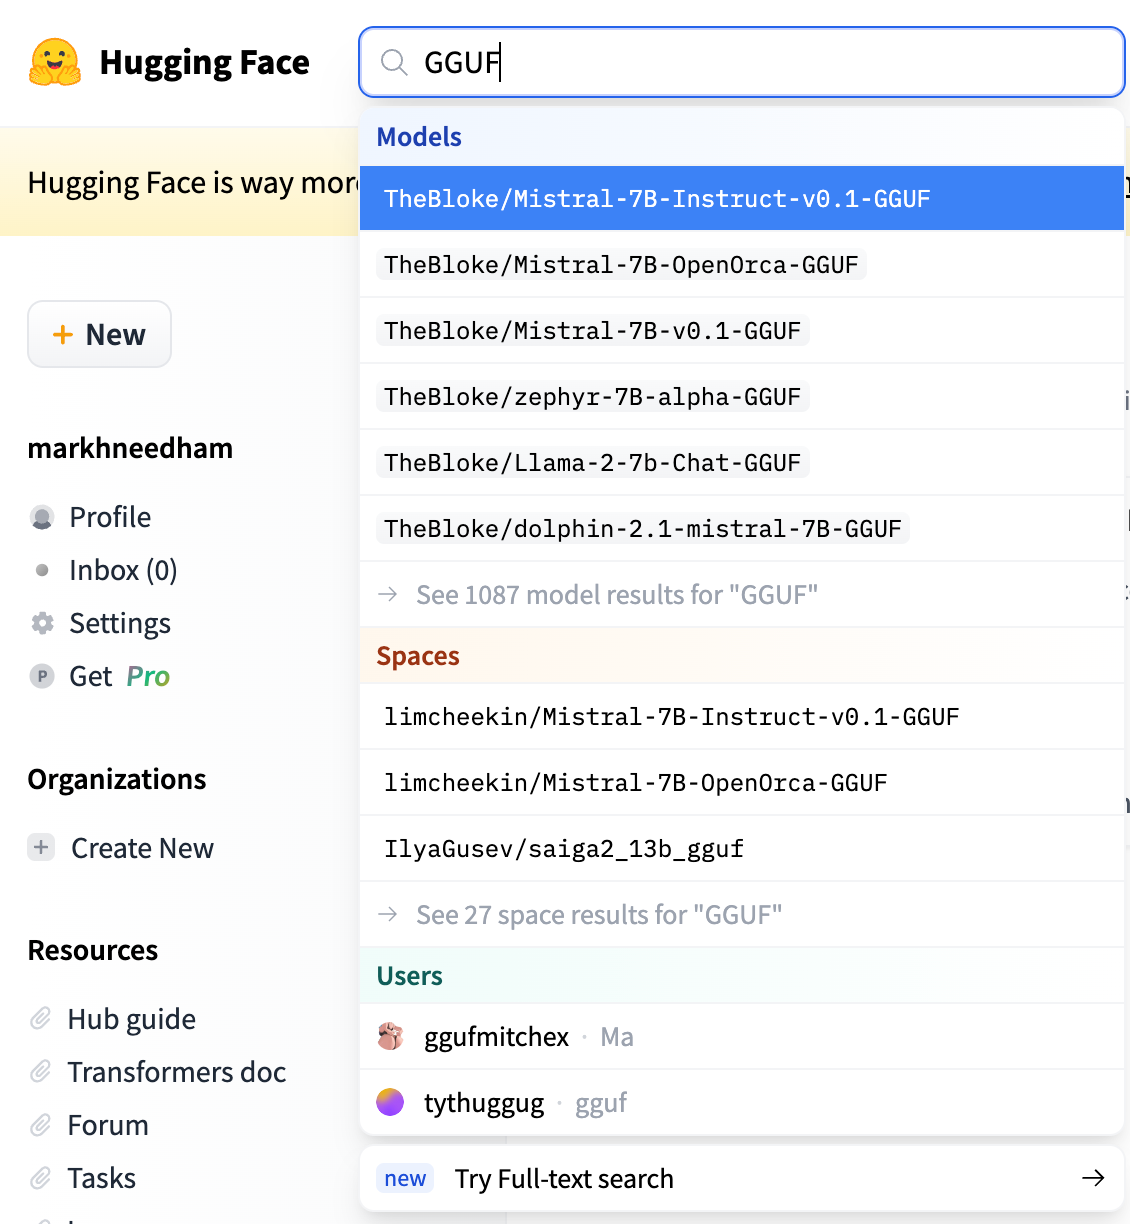 Hugging Face
GGUF
Models
Hugging Face is way more
TheBloke/Mistral-7B-Instruct-v0.1-GGUF
TheBloke/Mistral-7B-OpenOrca-GGUF
TheBloke/Mistral-7B-v0.1-GGUF
TheBloke/zephyr-7B-alpha-GGUF
TheBloke/Llama-2-7b-Chat-GGUF
TheBloke/dolphin-2.1-mistral-7B-GGUF
See 1087 model results for "GGUF"
Spaces
limcheekin/Mistral-7B-Instruct-v0.1-GGUF
limcheekin/Mistral-7B-OpenOrca-GGUF
IlyaGusev/saiga2_13b_gguf
See 27 space results for "GGUF"
Users
ggufmitchex · Ma
tythuggug · gguf
new Try Full-text search
+ New
markhneedham
Profile
Inbox (0)
Settings
P Get Pro
Organizations
+ Create New
Resources
Hub guide
Transformers doc
Forum
Tasks